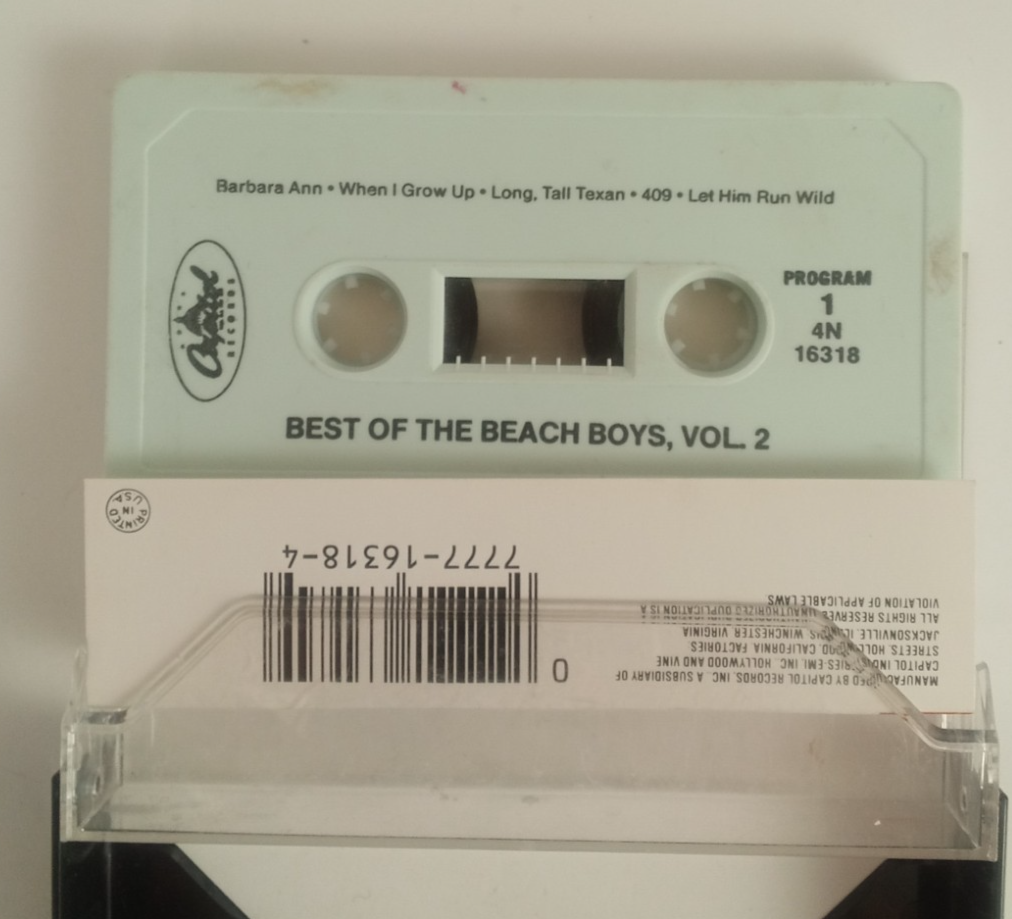 Barbara Ann • When I Grow Up • Long, Tall Texan • 409 • Let Him Run Wild
Capitol
RECORDS
PROGRAM
1
4N
16318
BEST OF THE BEACH BOYS, VOL. 2
PRINTED
IN
USA
0
7777-16318-4
MANUFACTURED BY CAPITOL RECORDS, INC., A SUBSIDIARY OF
CAPITOL INDUSTRIES-EMI, INC., HOLLYWOOD AND VINE
STREETS, HOLLYWOOD, CALIFORNIA. FACTORIES:
JACKSONVILLE, ILLINOIS, WINCHESTER, VIRGINIA.
ALL RIGHTS RESERVED. UNAUTHORIZED DUPLICATION IS A
VIOLATION OF APPLICABLE LAWS.